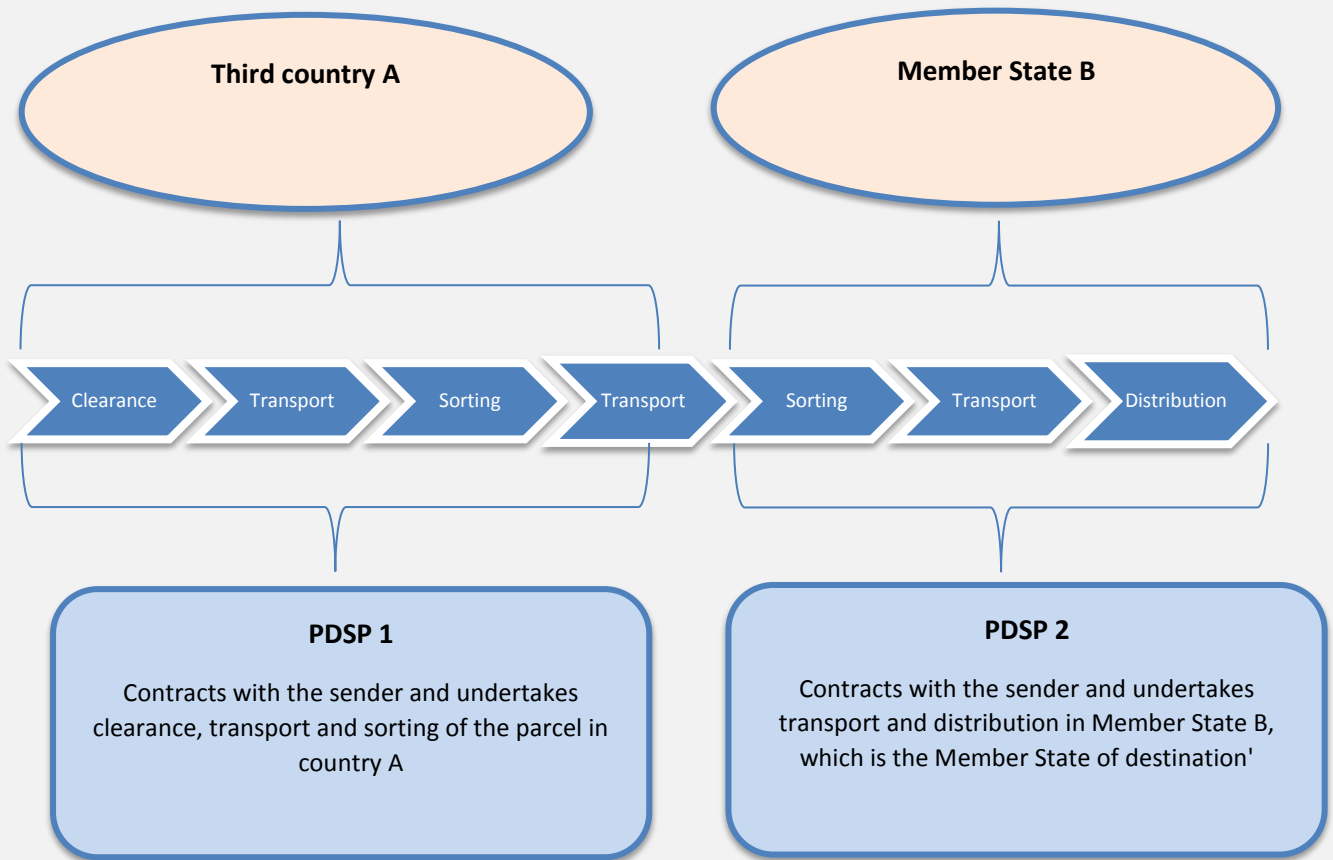 Third country A
Member State B
Clearance
Transport
Sorting
Transport
Sorting
Transport
Distribution
PDSP 1
Contracts with the sender and undertakes
clearance, transport and sorting of the parcel in
country A
PDSP 2
Contracts with the sender and undertakes
transport and distribution in Member State B,
which is the Member State of destination'